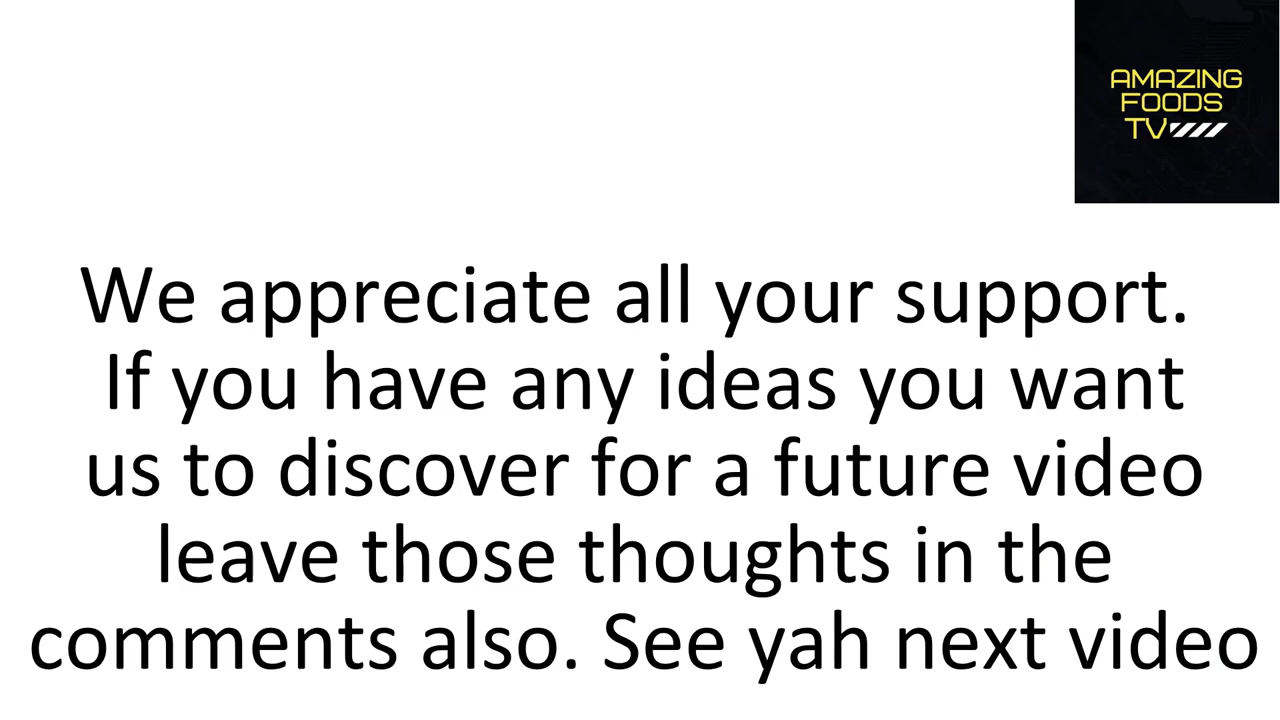 AMAZING
FOODS
TV
We appreciate all your support.
If you have any ideas you want
us to discover for a future video
leave those thoughts in the
comments also. See yah next video